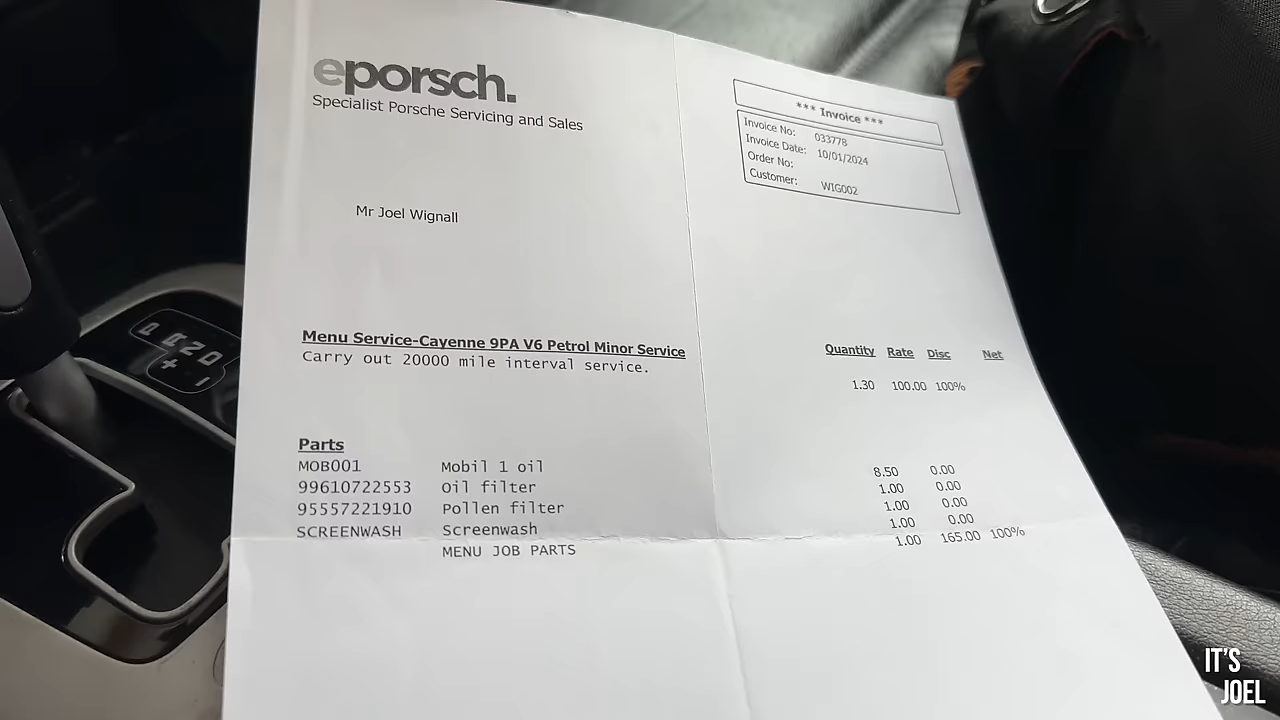 eporsch.
Specialist Porsche Servicing and Sales
*** Invoice ***
Invoice No: 033778
Invoice Date: 10/01/2024
Order No:
Customer: WIG002
Mr Joel Wignall
Menu Service-Cayenne 9PA V6 Petrol Minor Service
Carry out 20000 mile interval service.
Quantity Rate Disc Net
1.30 100.00 100%
Parts
MOB001 Mobil 1 oil 8.50 0.00
99610722553 Oil filter 1.00 0.00
95557221910 Pollen filter 1.00 0.00
SCREENWASH Screenwash 1.00 0.00
MENU JOB PARTS 1.00 165.00 100%
P R N D
+ -
IT'S
JOEL